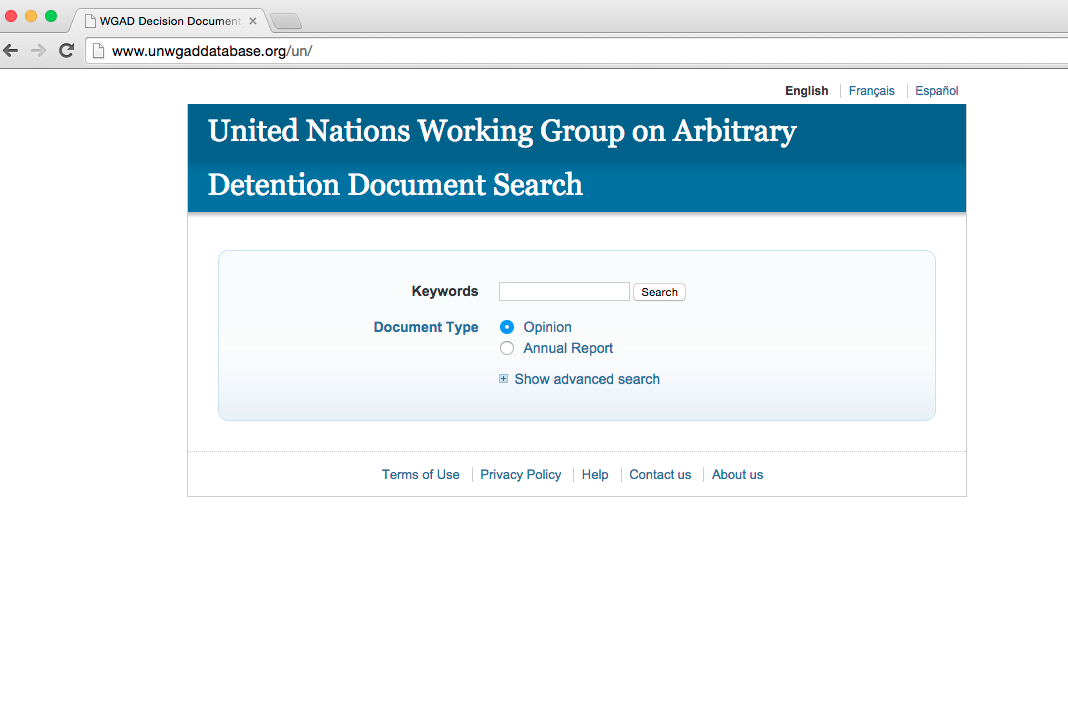 WGAD Decision Document
www.unwgaddatabase.org/un/
English Français Español
United Nations Working Group on Arbitrary
Detention Document Search
Keywords Search
Document Type Opinion
Annual Report
Show advanced search
Terms of Use Privacy Policy Help Contact us About us